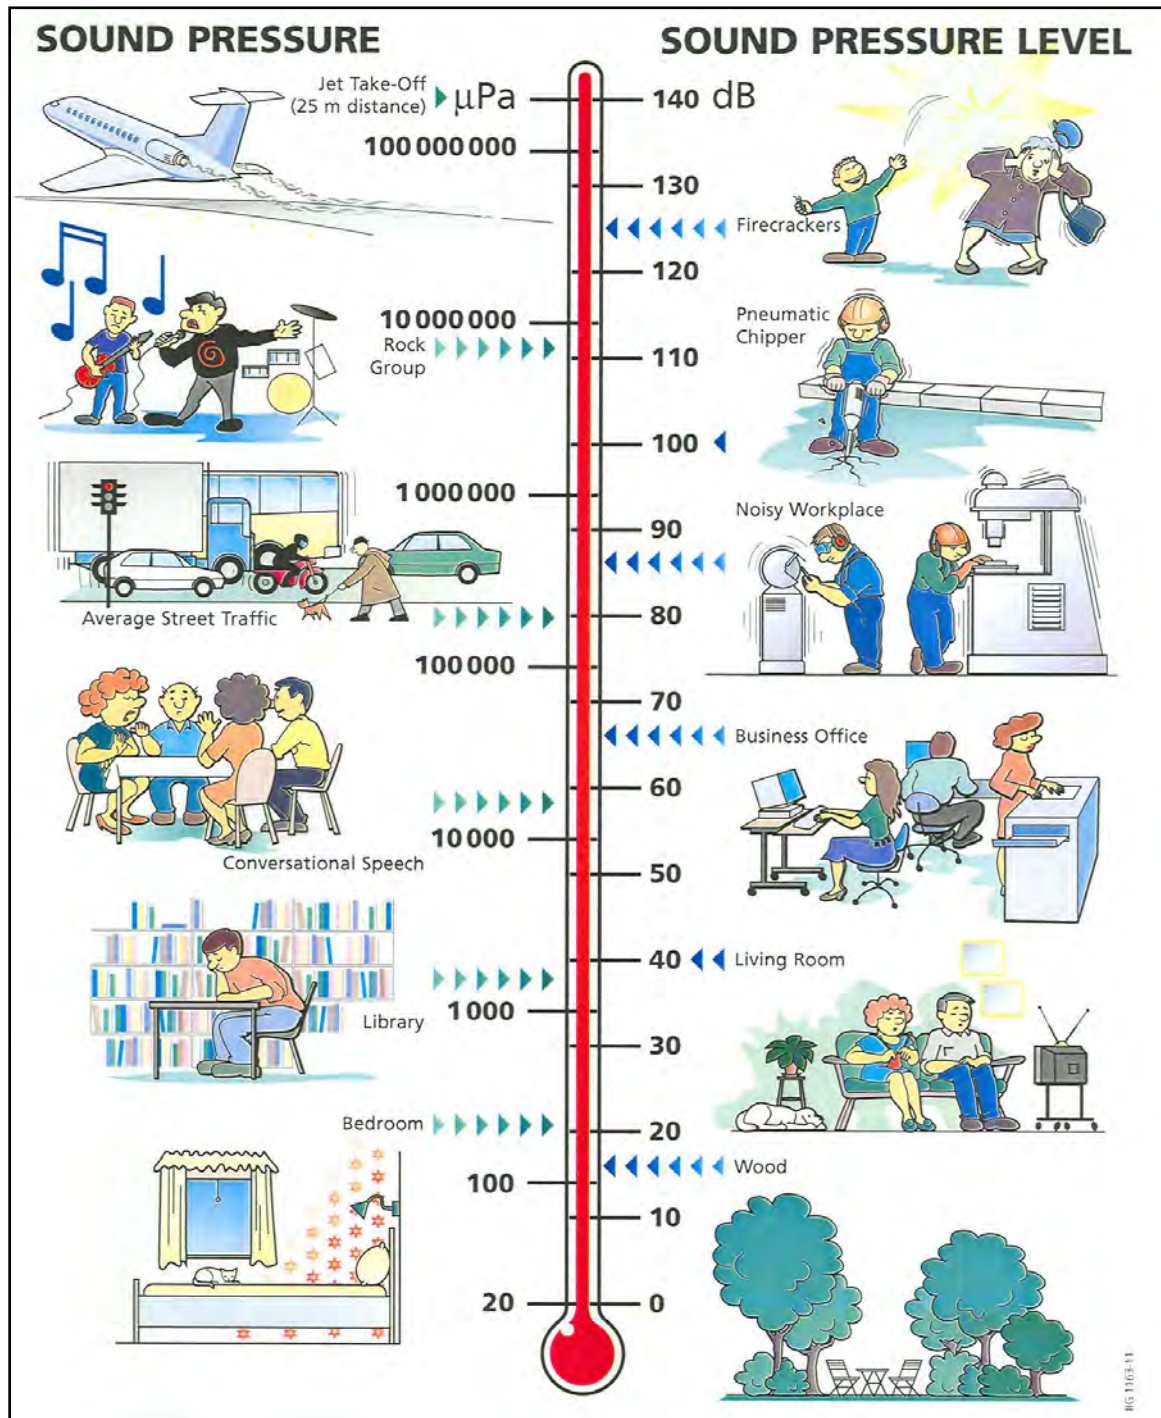 SOUND PRESSURE
SOUND PRESSURE LEVEL
Jet Take-Off
(25 m distance)
μPa
140 dB
100 000 000
130
Firecrackers
120
10 000 000
Rock
Group
Pneumatic
Chipper
110
100
1 000 000
Noisy Workplace
90
Average Street Traffic
80
100 000
70
Business Office
60
10 000
Conversational Speech
50
40
Living Room
1000
Library
30
Bedroom
20
Wood
100
10
20
0